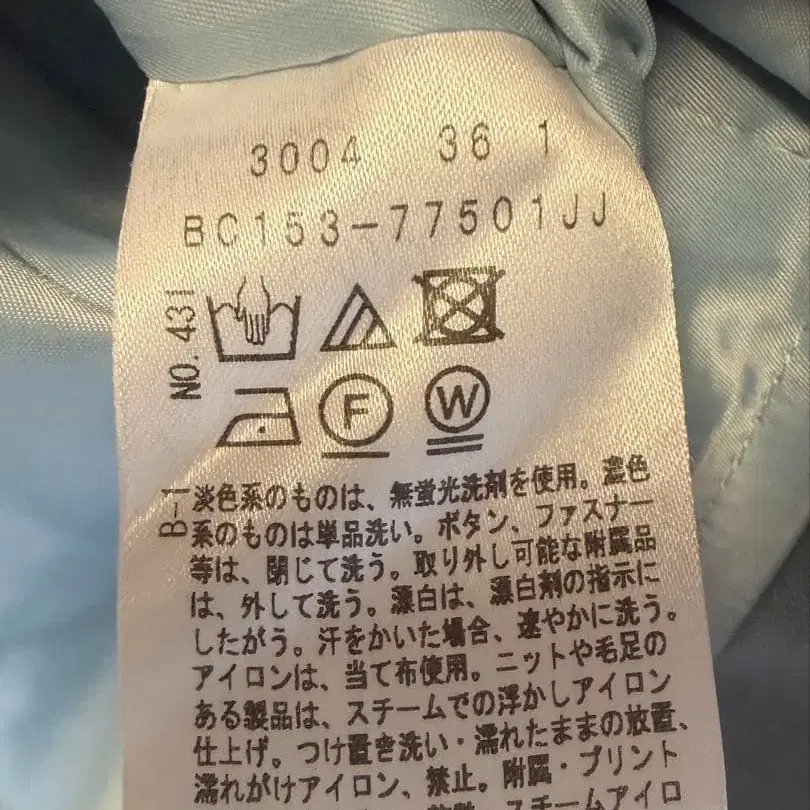 3004 36 1
BC153-77501JJ
NO. 431
F W
B-1
淡色系のものは、無蛍光洗剤を使用。濃色
系のものは単品洗い。ボタン、ファスナー
等は、閉じて洗う。取り外し可能な附属品
は、外して洗う。漂白は、漂白剤の指示に
したがう。汗をかいた場合、速やかに洗う。
アイロンは、当て布使用。ニットや毛足の
ある製品は、スチームでの浮かしアイロン
仕上げ。つけ置き洗い・濡れたままの放置、
濡れがけアイロン、禁止。附属・プリント
スチームアイロ